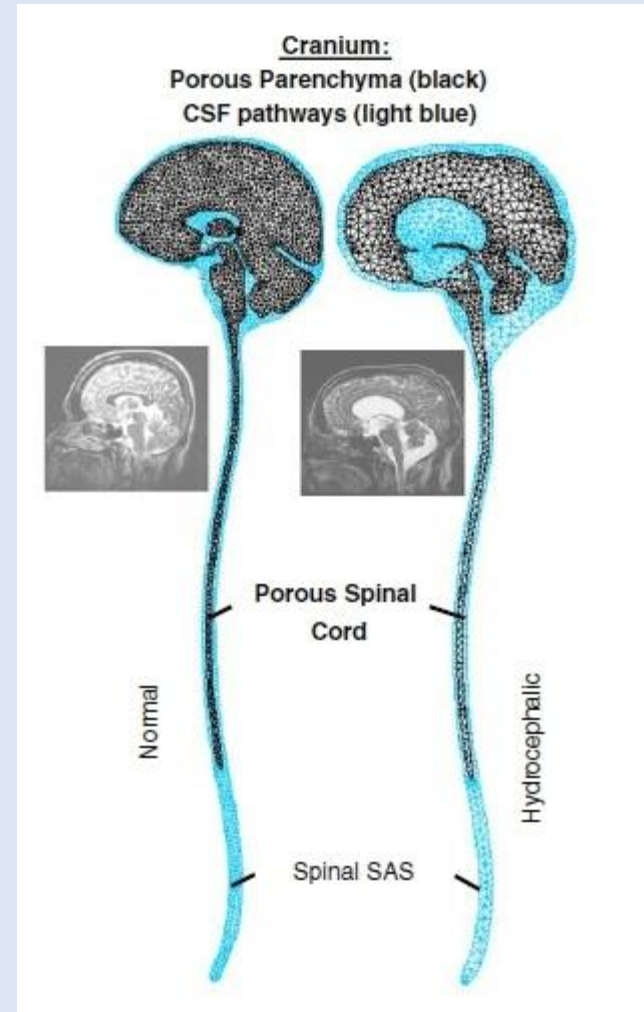 Cranium:
Porous Parenchyma (black)
CSF pathways (light blue)
Porous Spinal
Cord
Normal
Hydrocephalic
Spinal SAS